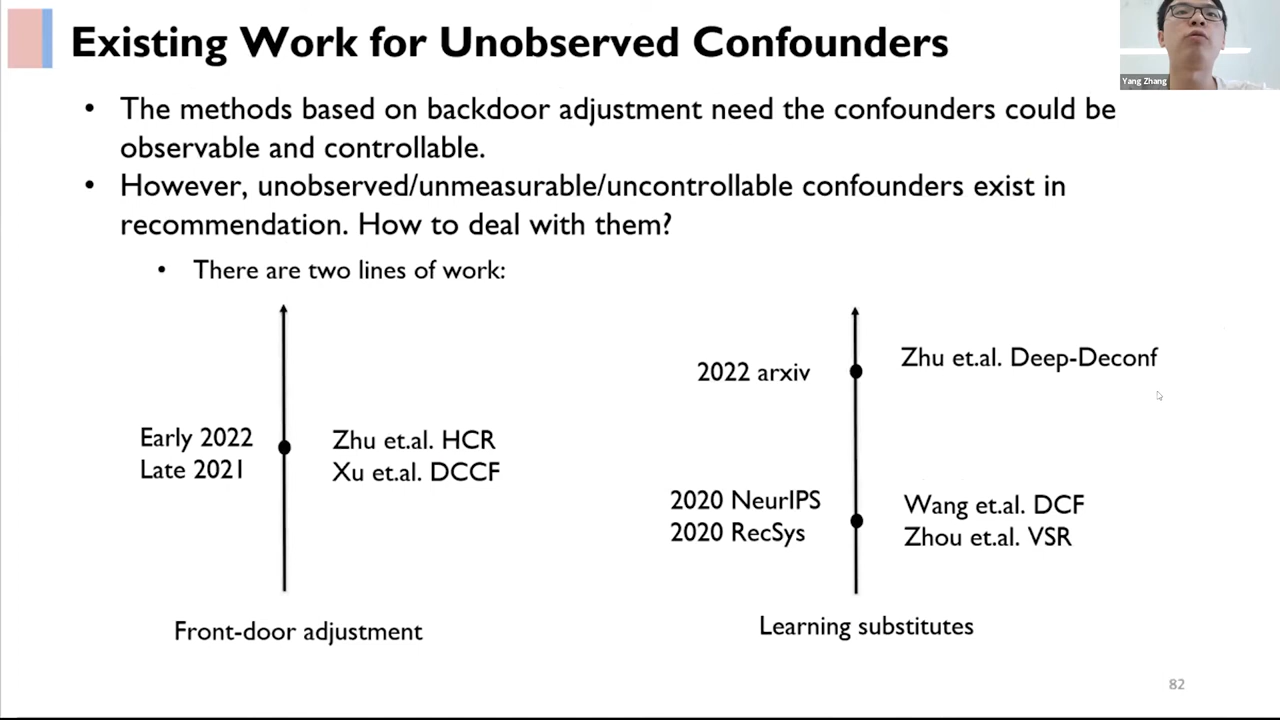 Existing Work for Unobserved Confounders
Yang Zhang
• The methods based on backdoor adjustment need the confounders could be
observable and controllable.
• However, unobserved/unmeasurable/uncontrollable confounders exist in
recommendation. How to deal with them?
• There are two lines of work:
Early 2022
Late 2021
Zhu et.al. HCR
Xu et.al. DCCF
Front-door adjustment
2022 arxiv
Zhu et.al. Deep-Deconf
2020 NeurIPS
2020 RecSys
Wang et.al. DCF
Zhou et.al. VSR
Learning substitutes
82